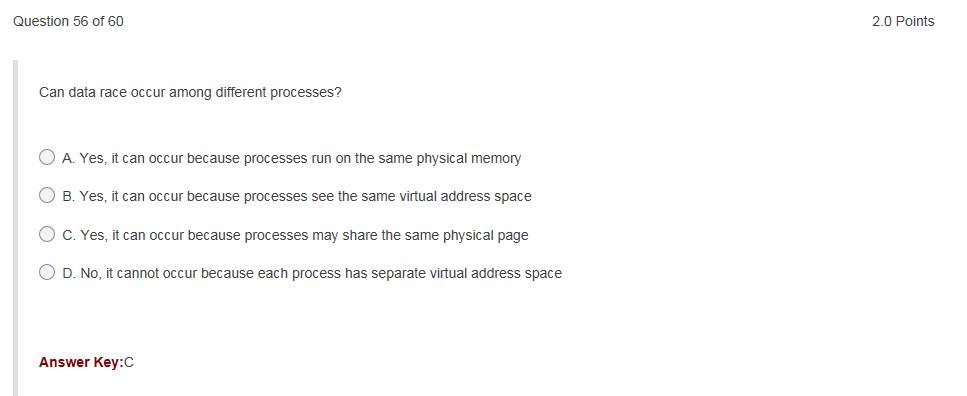 Question 56 of 60
2.0 Points
Can data race occur among different processes?
A. Yes, it can occur because processes run on the same physical memory
B. Yes, it can occur because processes see the same virtual address space
C. Yes, it can occur because processes may share the same physical page
D. No, it cannot occur because each process has separate virtual address space
Answer Key:C